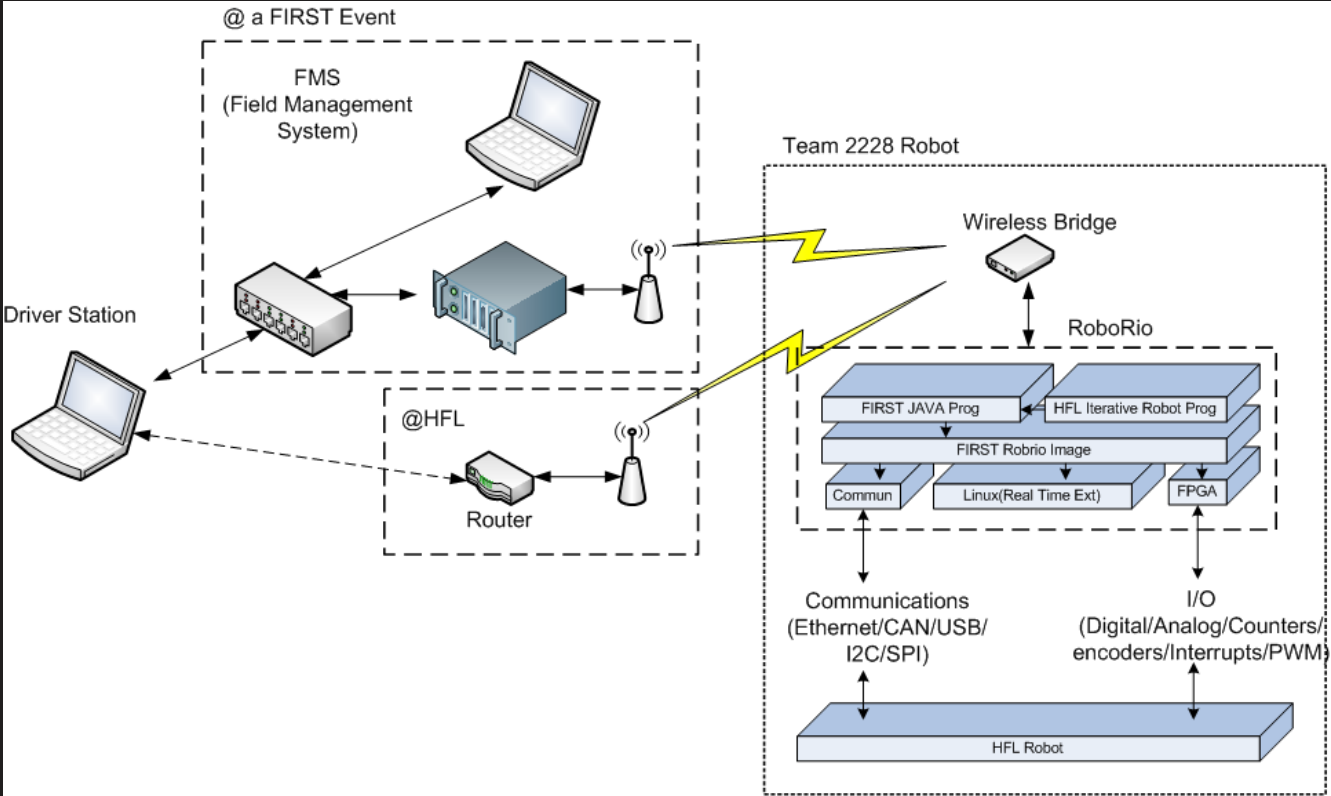 @ a FIRST Event
FMS
(Field Management
System)
Driver Station
@HFL
Router
Team 2228 Robot
Wireless Bridge
RoboRio
FIRST JAVA Prog
HFL Iterative Robot Prog
FIRST Robrio Image
Commun
Linux(Real Time Ext)
FPGA
Communications
(Ethernet/CAN/USB/
I2C/SPI)
I/O
(Digital/Analog/Counters/
encoders/Interrupts/PWM)
HFL Robot